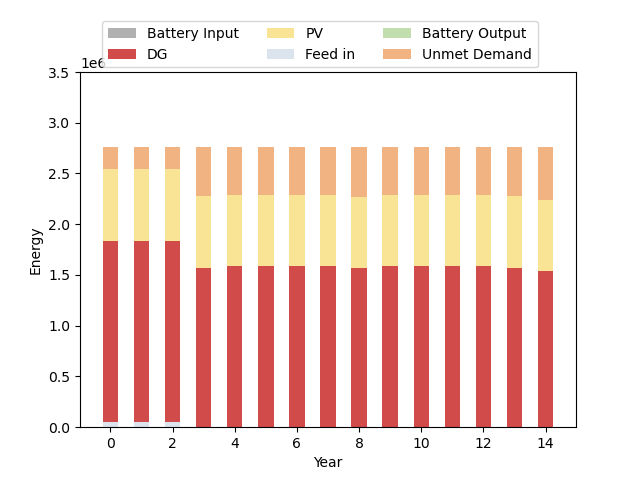 Battery Input PV Battery Output
DG Feed in Unmet Demand
1e6
3.5
3.0
2.5
2.0
1.5
1.0
0.5
0.0
Energy
0 2 4 6 8 10 12 14
Year